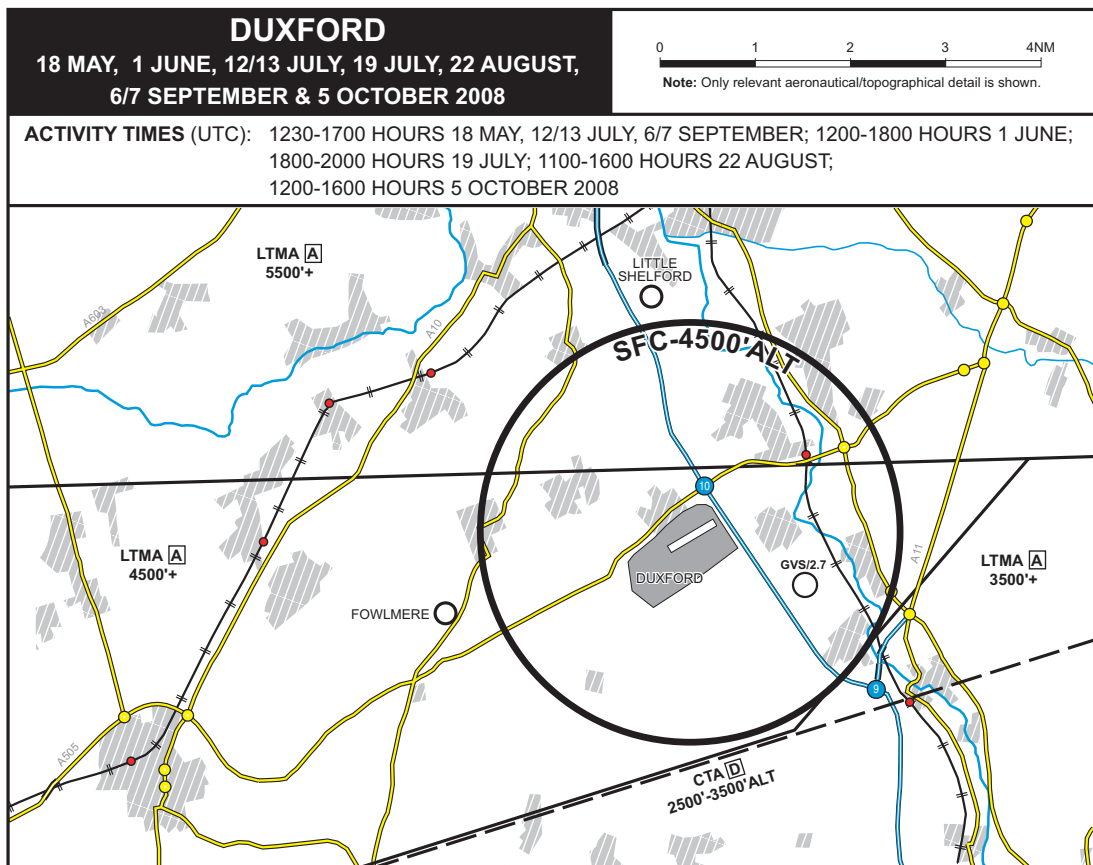 DUXFORD
18 MAY, 1 JUNE, 12/13 JULY, 19 JULY, 22 AUGUST,
6/7 SEPTEMBER & 5 OCTOBER 2008
0 1 2 3 4NM
Note: Only relevant aeronautical/topographical detail is shown.
ACTIVITY TIMES (UTC): 1230-1700 HOURS 18 MAY, 12/13 JULY, 6/7 SEPTEMBER; 1200-1800 HOURS 1 JUNE;
1800-2000 HOURS 19 JULY; 1100-1600 HOURS 22 AUGUST;
1200-1600 HOURS 5 OCTOBER 2008
LTMA A
5500'+
LITTLE
SHELFORD
A603
A10
SFC-4500'ALT
10
LTMA A
4500'+
A11
LTMA A
3500'+
GVS/2.7
DUXFORD
FOWLMERE
9
A505
CTA D
2500'-3500'ALT